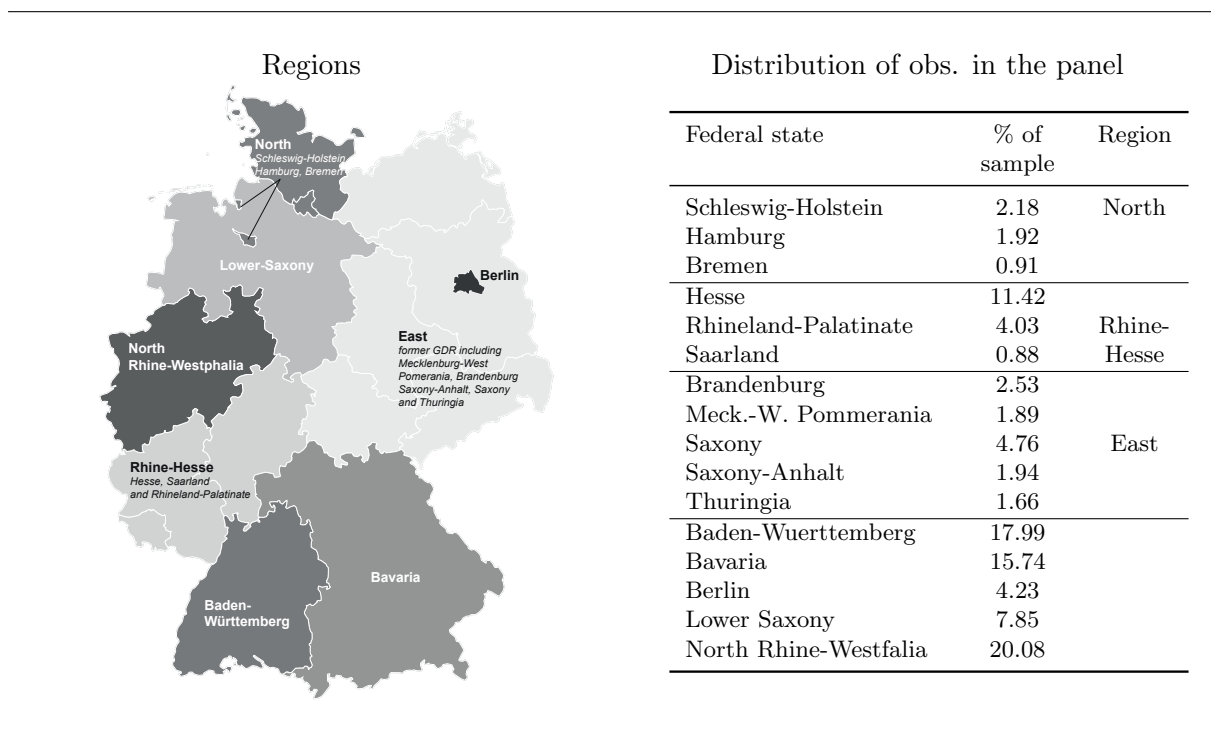 Regions
North
Schleswig-Holstein
Hamburg, Bremen
Lower-Saxony
Berlin
North
Rhine-Westphalia
East
former GDR including
Mecklenburg-West
Pomerania, Brandenburg
Saxony-Anhalt, Saxony
and Thuringia
Rhine-Hesse
Hesse, Saarland
and Rhineland-Palatinate
Bavaria
Baden-
Württemberg
Distribution of obs. in the panel
Federal state % of Region
sample
Schleswig-Holstein 2.18 North
Hamburg 1.92
Bremen 0.91
Hesse 11.42
Rhineland-Palatinate 4.03 Rhine-
Saarland 0.88 Hesse
Brandenburg 2.53
Meck.-W. Pommerania 1.89
Saxony 4.76 East
Saxony-Anhalt 1.94
Thuringia 1.66
Baden-Wuerttemberg 17.99
Bavaria 15.74
Berlin 4.23
Lower Saxony 7.85
North Rhine-Westfalia 20.08